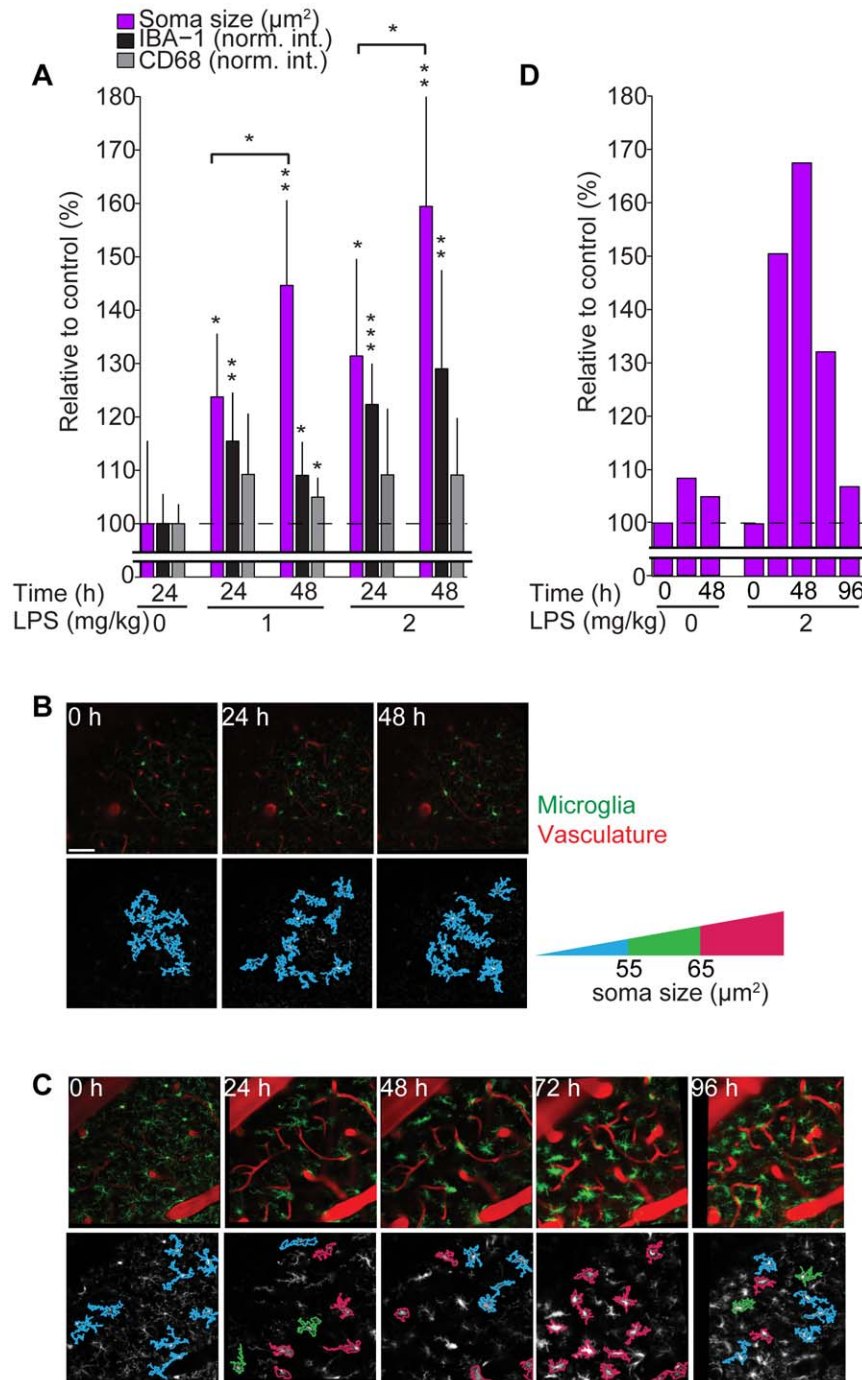 Soma size (µm²)
IBA−1 (norm. int.)
CD68 (norm. int.)
A
Relative to control (%)
180
170
160
150
140
130
120
110
100
0
*
*
*
**
**
*
*
*
***
**
**
Time (h) 24 24 48 24 48
LPS (mg/kg) 0 1 2
D
Relative to control (%)
180
170
160
150
140
130
120
110
100
0
Time (h) 0 48 0 48 96
LPS (mg/kg) 0 2
B
0 h 24 h 48 h
Microglia
Vasculature
55 65
soma size (µm²)
C
0 h 24 h 48 h 72 h 96 h